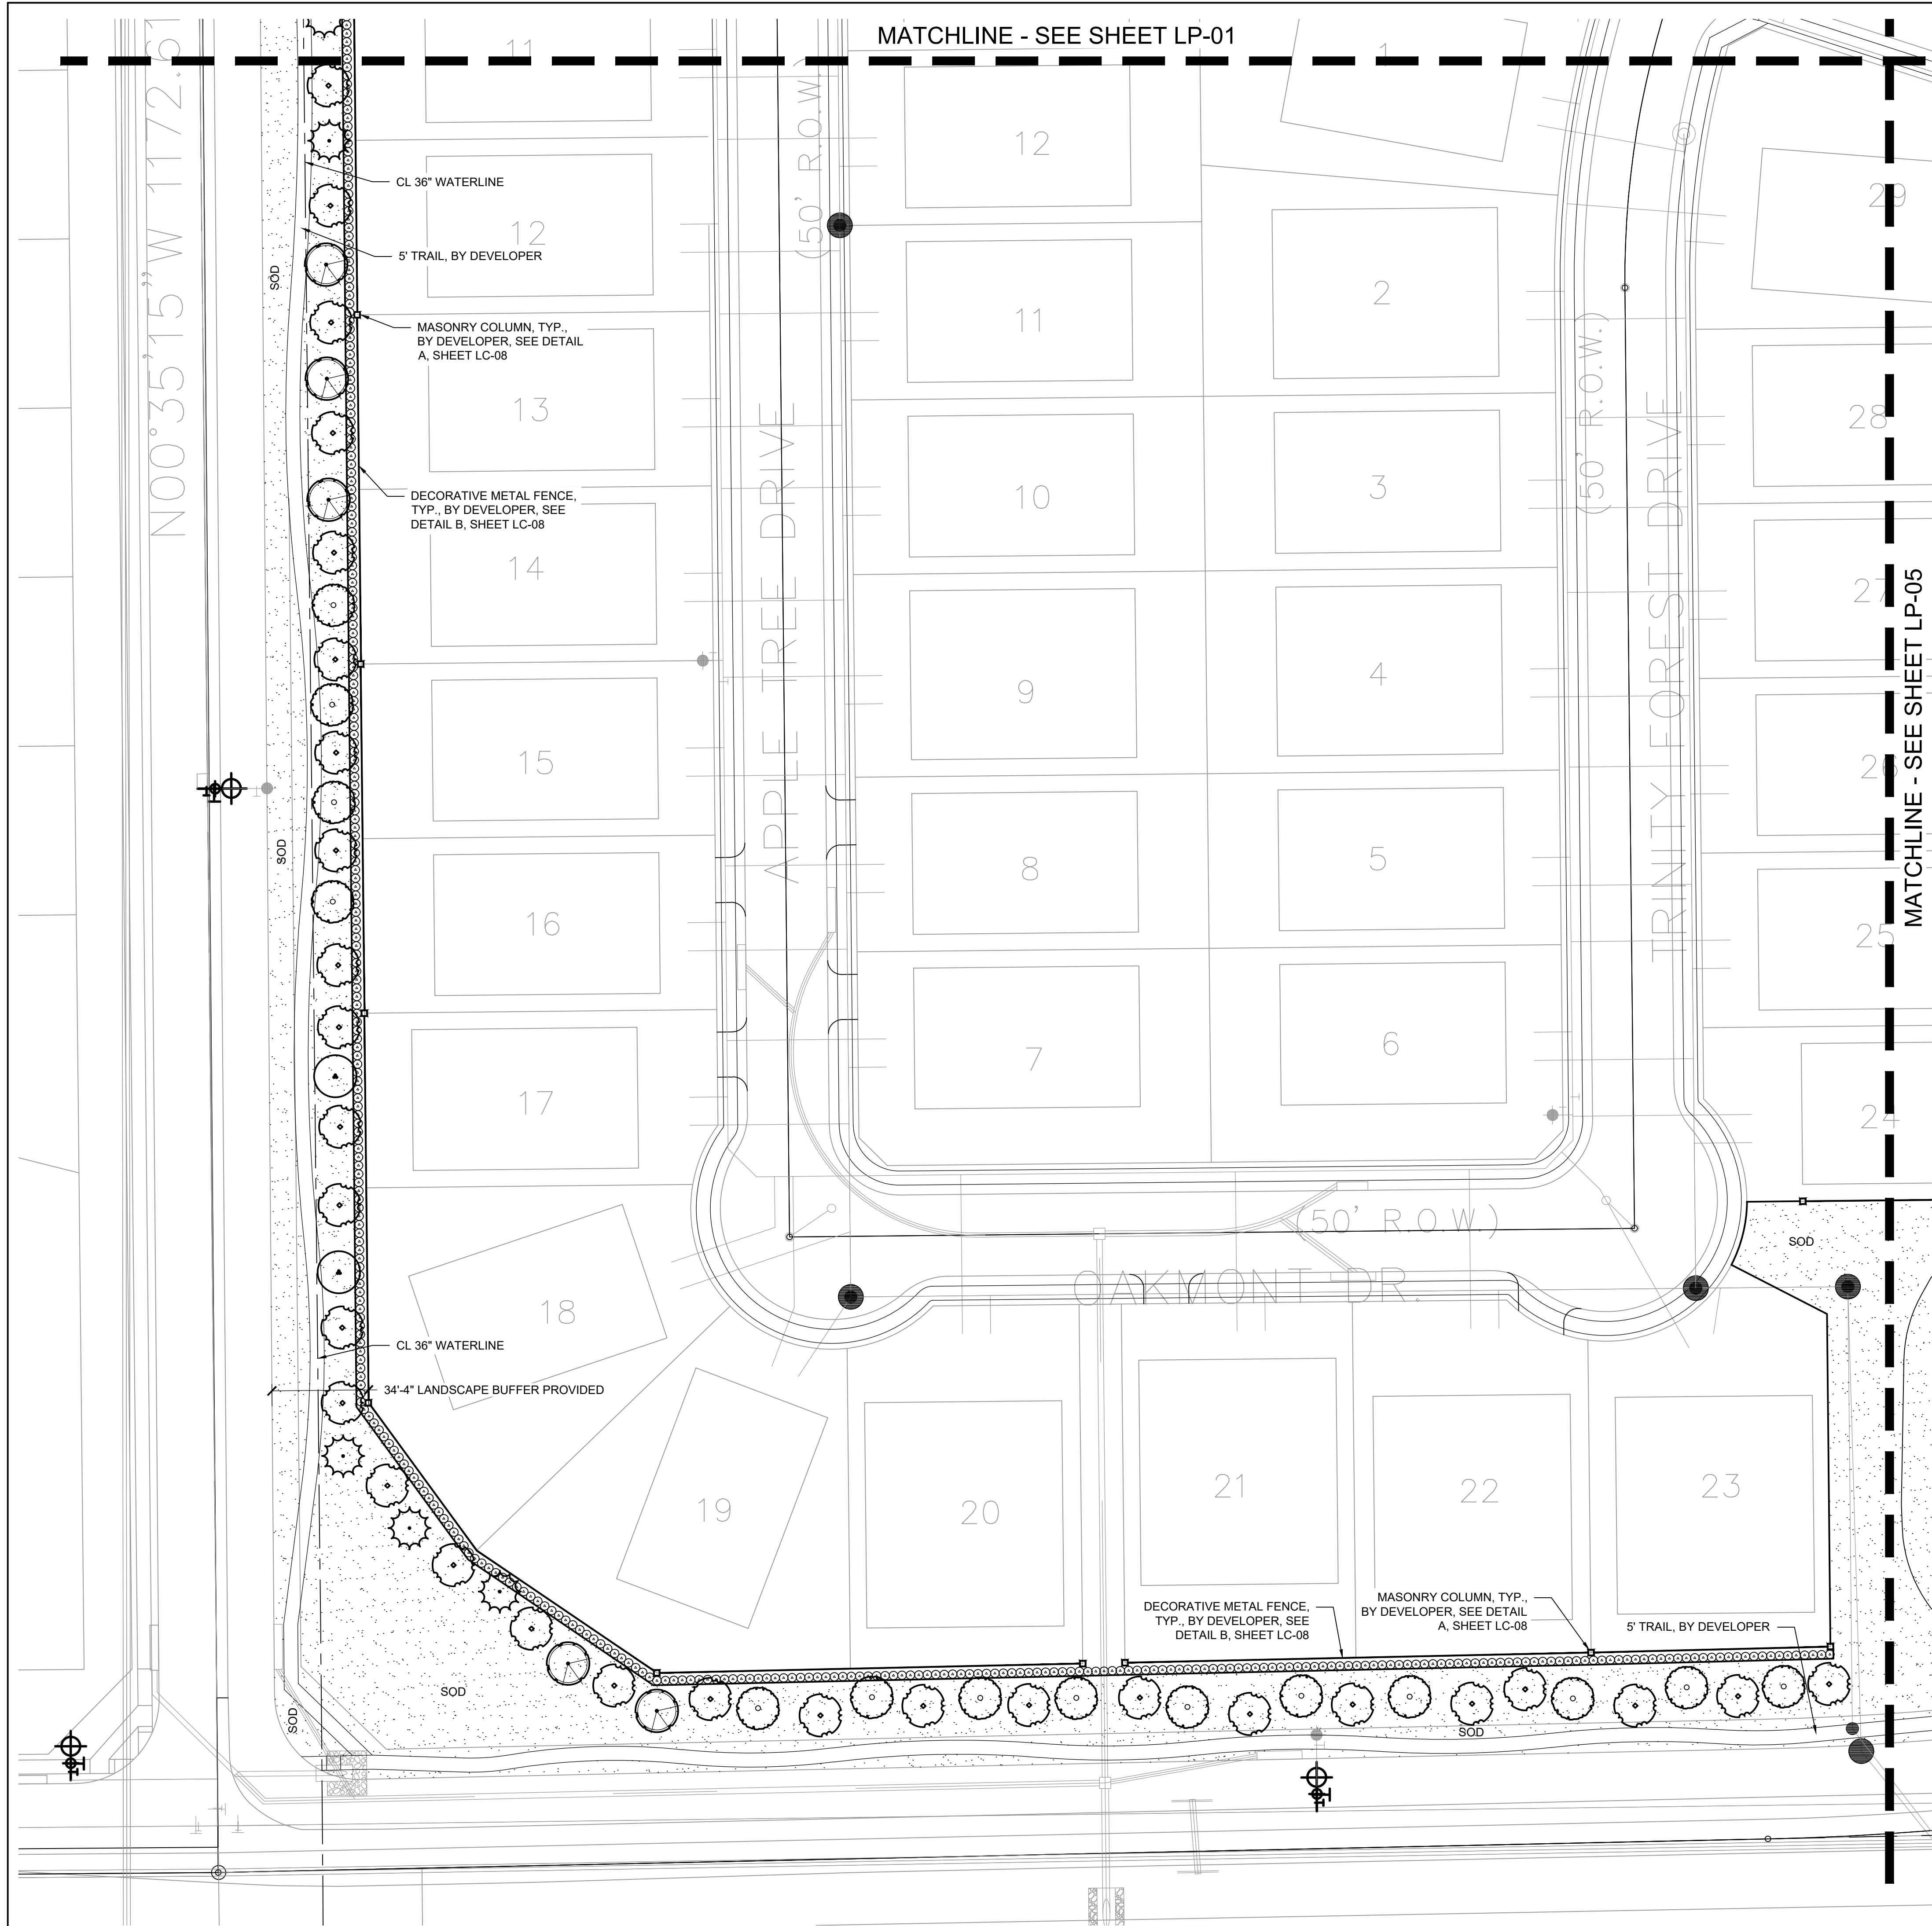 MATCHLINE - SEE SHEET LP-01
11
1
12
(50' R.O.W.)
29
N00°35'15"W 1172.61'
CL 36" WATERLINE
12
5' TRAIL, BY DEVELOPER
SOD
2
11
MASONRY COLUMN, TYP.,
BY DEVELOPER, SEE DETAIL
A, SHEET LC-08
(50' R.O.W.)
13
28
APPLE TREE DRIVE
TRINITY FOREST DRIVE
3
10
DECORATIVE METAL FENCE,
TYP., BY DEVELOPER, SEE
DETAIL B, SHEET LC-08
14
27
MATCHLINE - SEE SHEET LP-05
4
9
15
26
SOD
5
8
16
25
6
7
17
24
(50' R.O.W.)
SOD
OAKMONT DR.
18
CL 36" WATERLINE
34'-4" LANDSCAPE BUFFER PROVIDED
19
20
21
22
23
DECORATIVE METAL FENCE,
TYP., BY DEVELOPER, SEE
DETAIL B, SHEET LC-08
MASONRY COLUMN, TYP.,
BY DEVELOPER, SEE DETAIL
A, SHEET LC-08
5' TRAIL, BY DEVELOPER
SOD
SOD
SOD